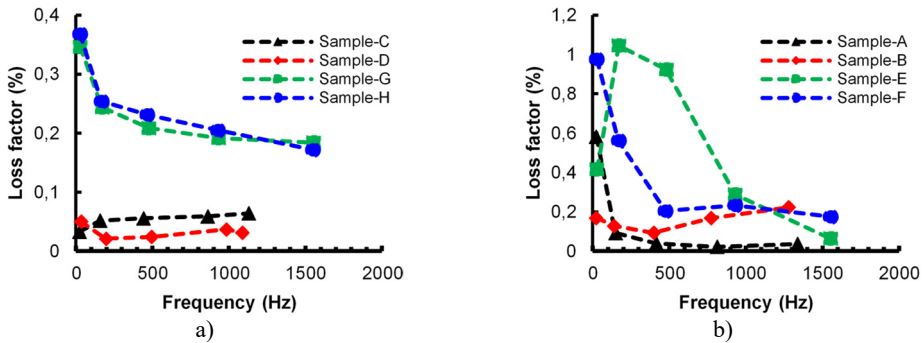 0,4
0,3
0,2
0,1
0
0
500
1000
1500
2000
Loss factor (%)
Frequency (Hz)
Sample-C
Sample-D
Sample-G
Sample-H
a)
1,2
1
0,8
0,6
0,4
0,2
0
0
500
1000
1500
2000
Loss factor (%)
Frequency (Hz)
Sample-A
Sample-B
Sample-E
Sample-F
b)